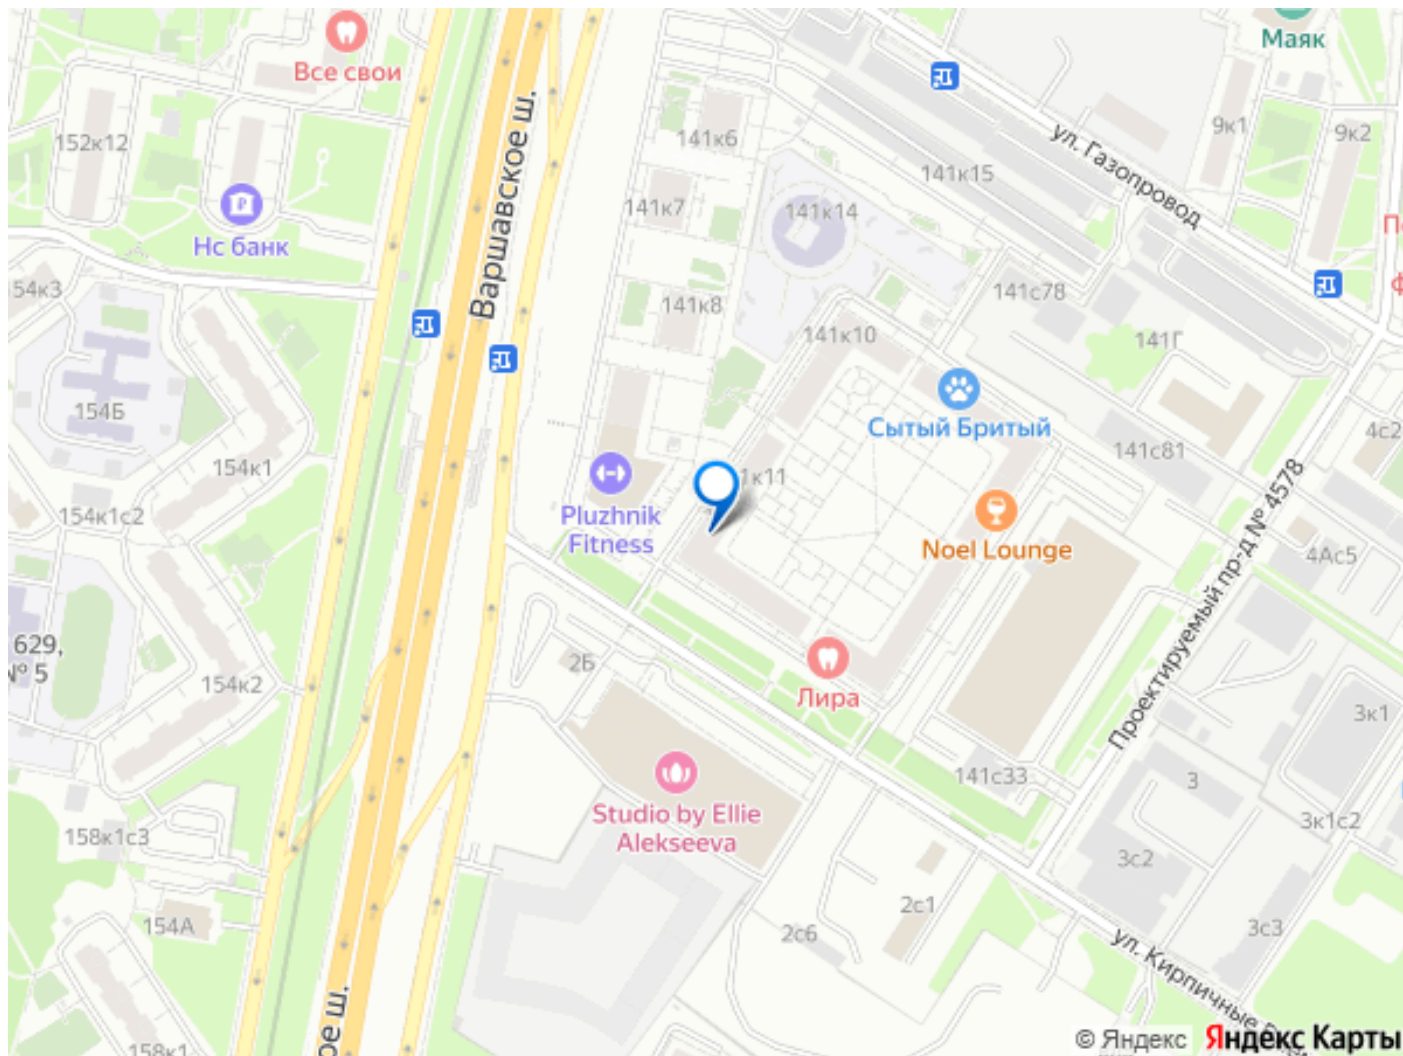 Маяк
Все свои
Варшавское ш.
ул. Газопровод
152к12
141к6
9к1
9к2
141к15
141к7
141к14
Нс банк
54к3
141к8
141с78
141к10
141Г
154Б
Сытый Бритый
4с2
141с81
154к1
1к11
154к1с2
Pluzhnik
Fitness
Noel Lounge
Проектируемый пр-д № 4578
4Ас5
629,
№ 5
2Б
154к2
Лира
3к1
141с33
3
Studio by Ellie
Alekseeva
158к1с3
3к1с2
3с2
2с1
154А
2с6
3с3
ул. Кирпичные
ое ш.
158к1
© Яндекс
Яндекс Карты